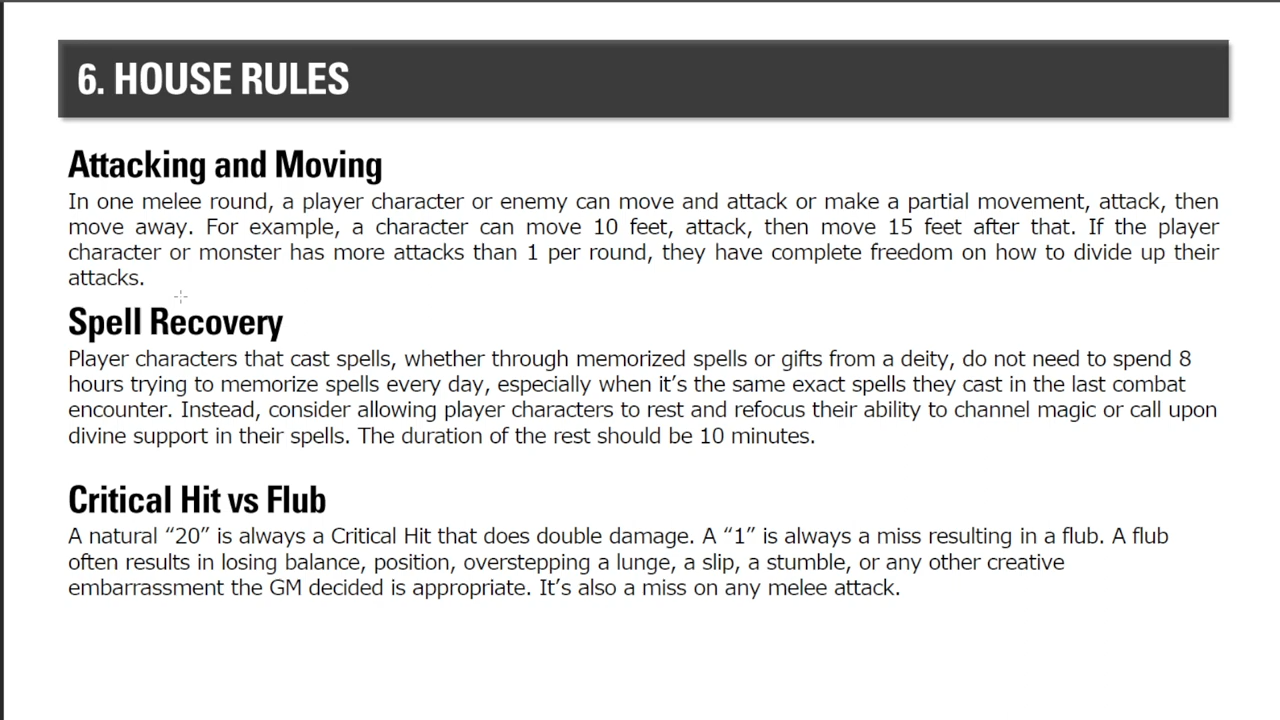 6. HOUSE RULES
Attacking and Moving
In one melee round, a player character or enemy can move and attack or make a partial movement, attack, then
move away. For example, a character can move 10 feet, attack, then move 15 feet after that. If the player
character or monster has more attacks than 1 per round, they have complete freedom on how to divide up their
attacks.
Spell Recovery
Player characters that cast spells, whether through memorized spells or gifts from a deity, do not need to spend 8
hours trying to memorize spells every day, especially when it’s the same exact spells they cast in the last combat
encounter. Instead, consider allowing player characters to rest and refocus their ability to channel magic or call upon
divine support in their spells. The duration of the rest should be 10 minutes.
Critical Hit vs Flub
A natural “20” is always a Critical Hit that does double damage. A “1” is always a miss resulting in a flub. A flub
often results in losing balance, position, overstepping a lunge, a slip, a stumble, or any other creative
embarrassment the GM decided is appropriate. It’s also a miss on any melee attack.